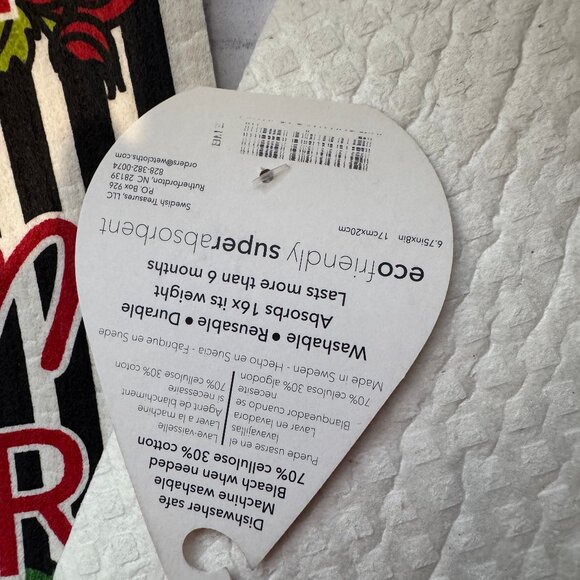 Dishwasher safe
Machine washable
Bleach when needed
70% cellulose 30% cotton
Puede usarse en el
lavavajillas
Lavar en lavadora
Blanqueador cuando se
necesite
70% celulosa 30% algodon
Lave-vaisselle
Laver a la machine
Agent de blanchiment
si necessaire
70% cellulose 30% coton
Made in Sweden - Hecho en Suecia - Fabrique en Suede
Washable • Reusable • Durable
Absorbs 16x its weight
Lasts more than 6 months
ecofriendly superabsorbent
6.75inx8in 17cmx20cm
Swedish Treasures, LLC
P.O. Box 926
Rutherfordton, NC 28139
828-382-0074
orders@wetcloths.com
R